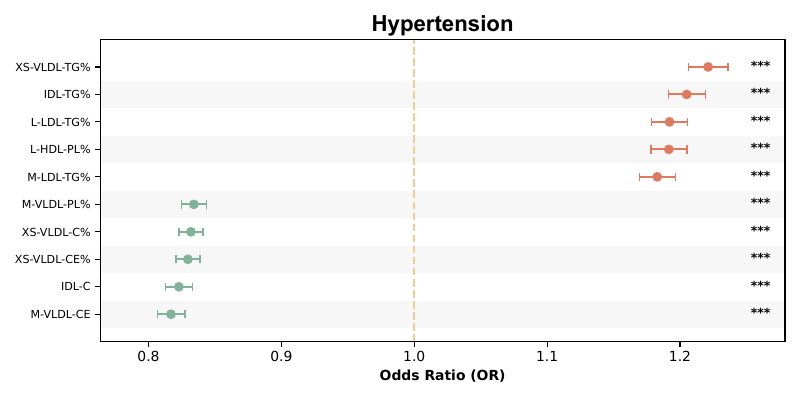 Hypertension
XS-VLDL-TG% ***
IDL-TG% ***
L-LDL-TG% ***
L-HDL-PL% ***
M-LDL-TG% ***
M-VLDL-PL% ***
XS-VLDL-C% ***
XS-VLDL-CE% ***
IDL-C ***
M-VLDL-CE ***
0.8 0.9 1.0 1.1 1.2
Odds Ratio (OR)